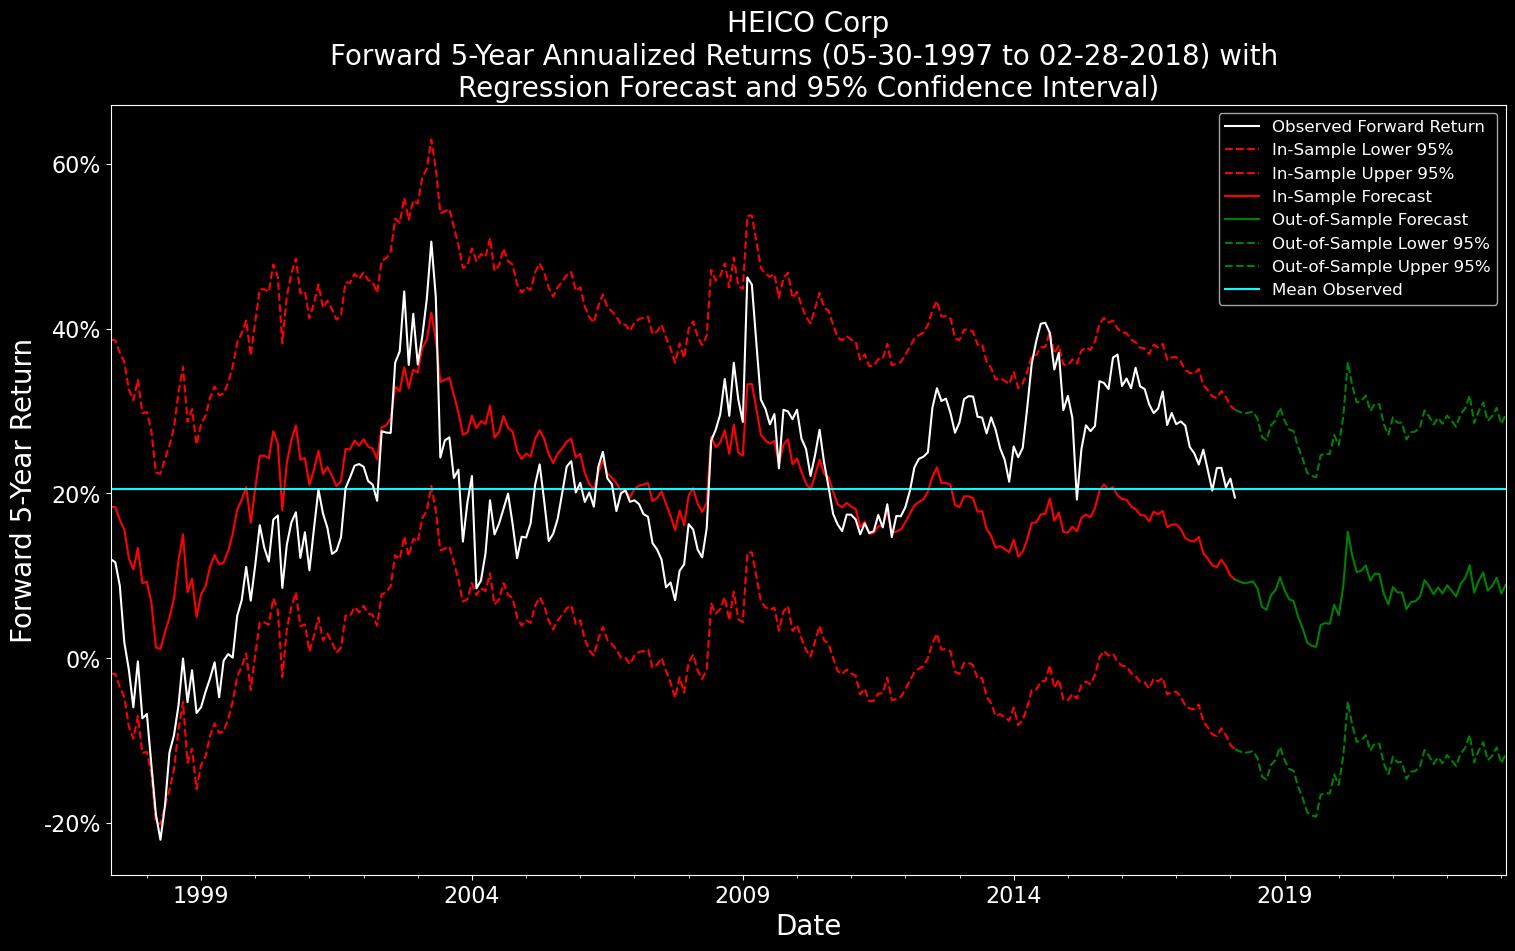 HEICO Corp
Forward 5-Year Annualized Returns (05-30-1997 to 02-28-2018) with
Regression Forecast and 95% Confidence Interval)
Observed Forward Return
In-Sample Lower 95%
In-Sample Upper 95%
In-Sample Forecast
Out-of-Sample Forecast
Out-of-Sample Lower 95%
Out-of-Sample Upper 95%
Mean Observed
Forward 5-Year Return
60%
40%
20%
0%
-20%
1999 2004 2009 2014 2019
Date